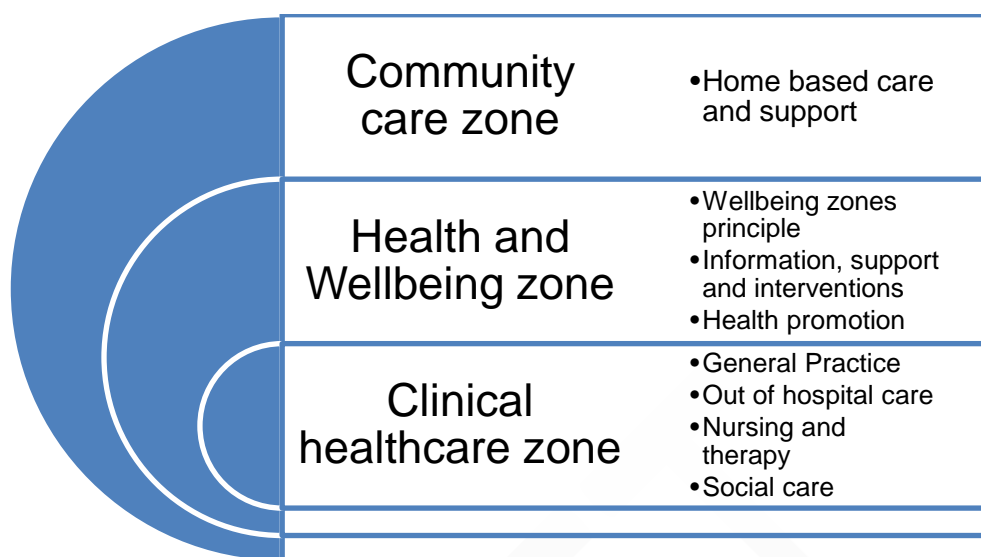 Community
care zone
•Home based care
and support
Health and
Wellbeing zone
•Wellbeing zones
principle
•Information, support
and interventions
•Health promotion
Clinical
healthcare zone
•General Practice
•Out of hospital care
•Nursing and
therapy
•Social care